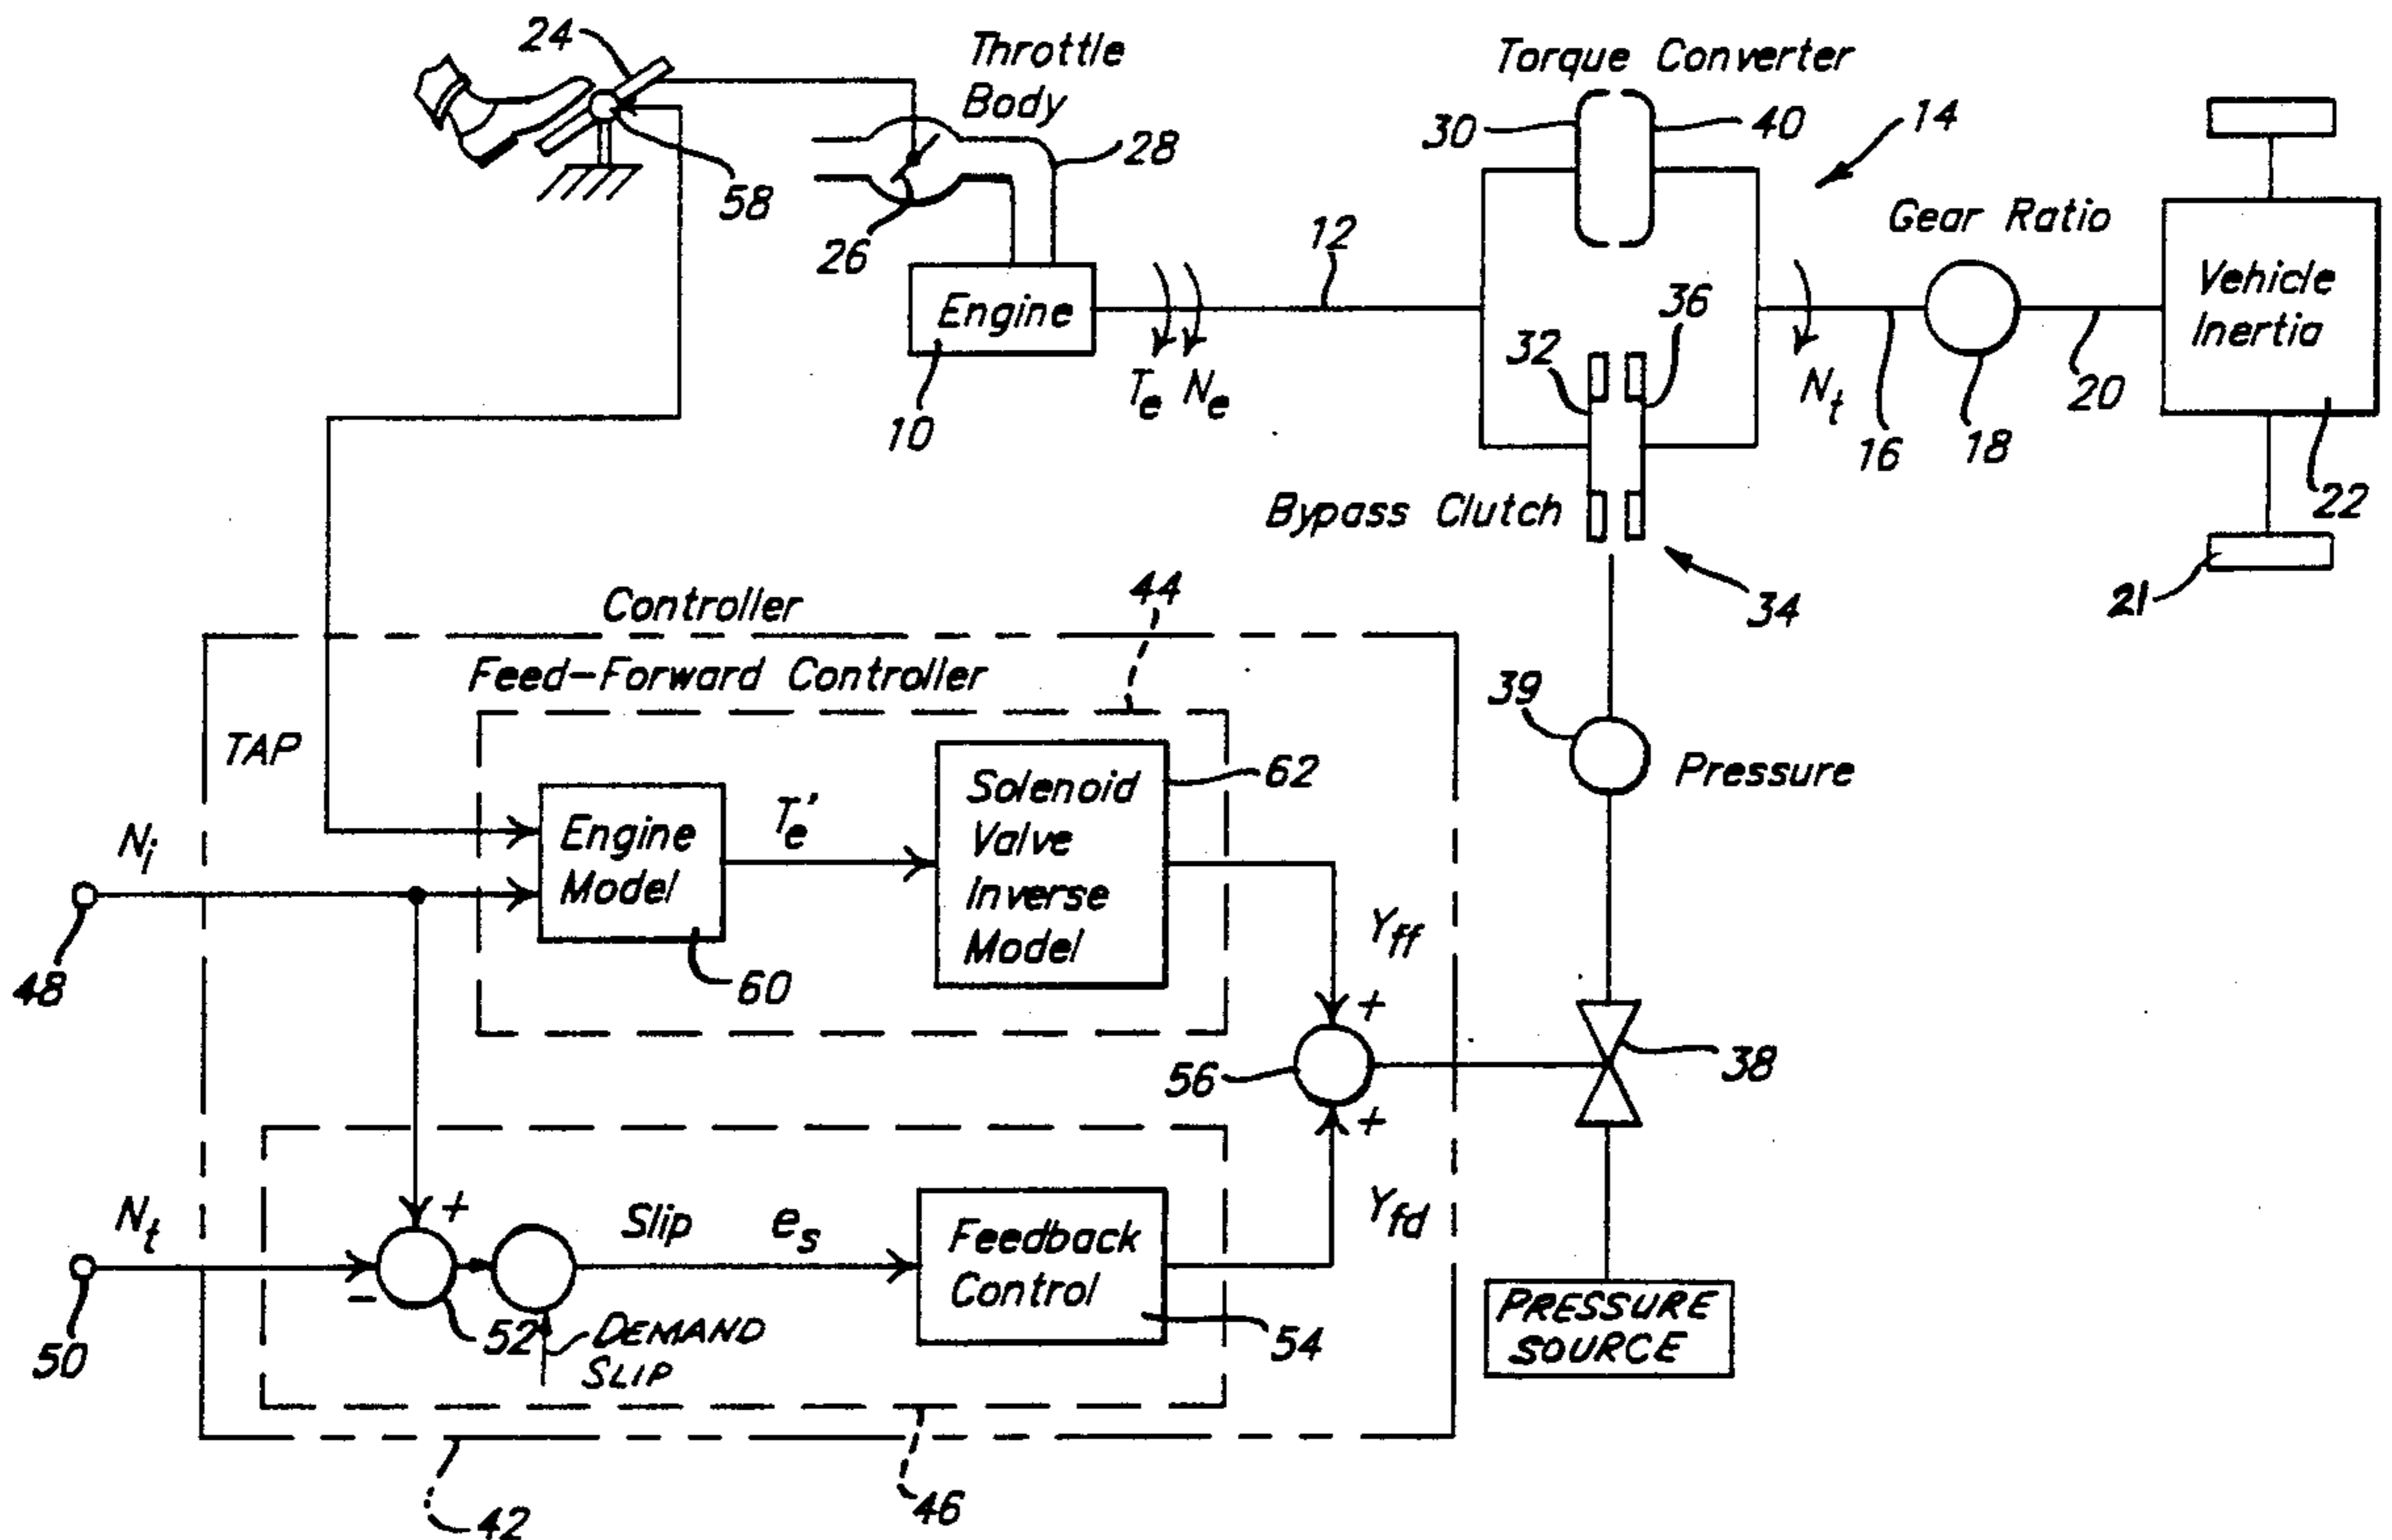 24
Throttle
Body
Torque Converter
30
40
14
28
58
26
Gear Ratio
12
Engine
Vehicle
Inertia
36
32
10
Te Ne
Nt
16
18
20
22
Bypass Clutch
21
34
Controller
44
Feed-Forward Controller
39
TAP
Pressure
Solenoid
Valve
Inverse
Model
62
Te'
Engine
Model
Ni
48
60
Yff
+
56
38
+
Nt
+
Slip
es
Feedback
Control
Yfd
-
50
52
DEMAND
SLIP
54
PRESSURE
SOURCE
42
46